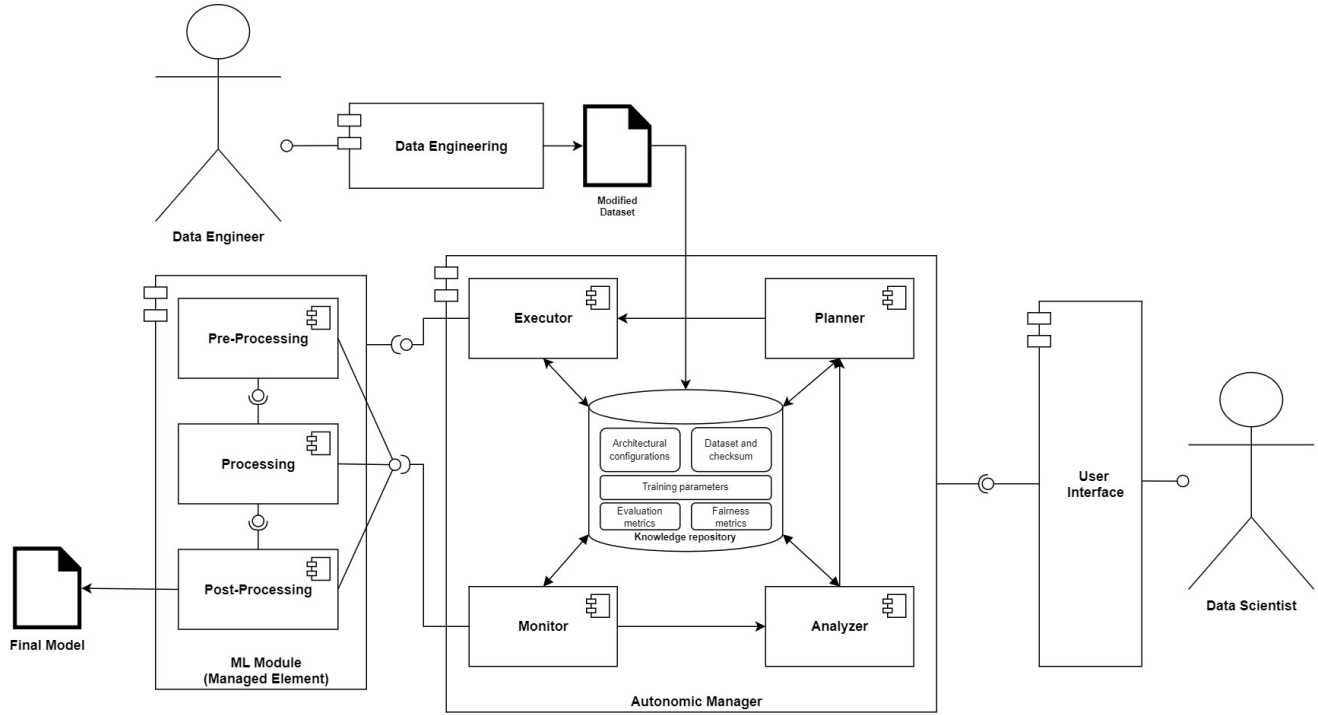 Data Engineering
Modified
Dataset
Data Engineer
Executor
Planner
Pre-Processing
Architectural
configurations
Dataset and
checksum
Processing
Training parameters
User
Interface
Evaluation
metrics
Fairness
metrics
Knowledge repository
Post-Processing
Monitor
Analyzer
Data Scientist
Final Model
ML Module
(Managed Element)
Autonomic Manager